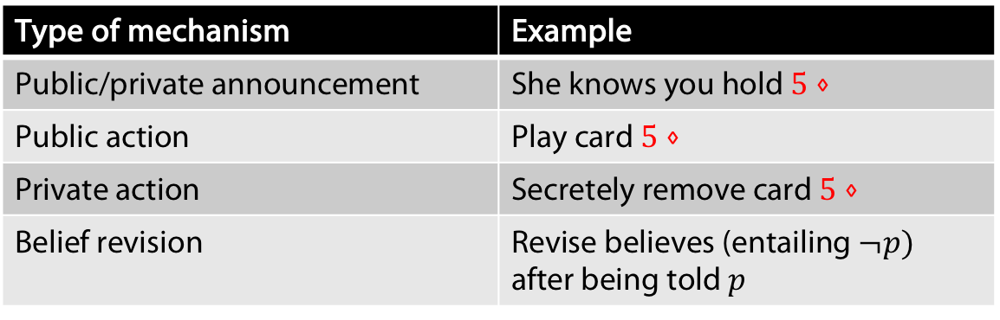 Type of mechanism Example
Public/private announcement She knows you hold 5 ⋄
Public action Play card 5 ⋄
Private action Secretely remove card 5 ⋄
Belief revision Revise believes (entailing ¬p)
after being told p